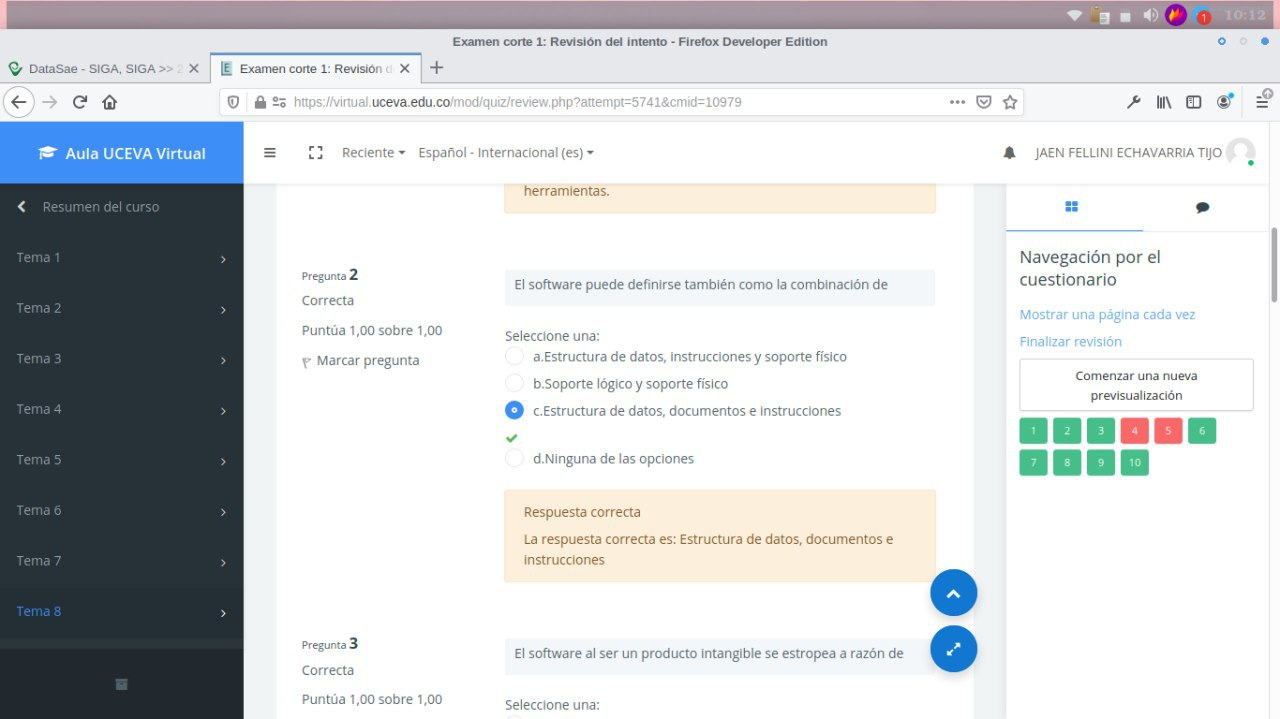 1
10:12
Examen corte 1: Revisión del intento - Firefox Developer Edition
DataSae - SIGA, SIGA >> 2
E Examen corte 1: Revisión d
https://virtual.uceva.edu.co/mod/quiz/review.php?attempt=5741&cmid=10979
Aula UCEVA Virtual
Reciente
Español - Internacional (es)
JAEN FELLINI ECHAVARRIA TIJO
Resumen del curso
Tema 1
Tema 2
Tema 3
Tema 4
Tema 5
Tema 6
Tema 7
Tema 8
herramientas.
Pregunta 2
Correcta
Puntúa 1,00 sobre 1,00
Marcar pregunta
El software puede definirse también como la combinación de
Seleccione una:
a.Estructura de datos, instrucciones y soporte físico
b.Soporte lógico y soporte físico
c.Estructura de datos, documentos e instrucciones
d.Ninguna de las opciones
Respuesta correcta
La respuesta correcta es: Estructura de datos, documentos e
instrucciones
Pregunta 3
Correcta
Puntúa 1,00 sobre 1,00
El software al ser un producto intangible se estropea a razón de
Seleccione una:
Navegación por el
cuestionario
Mostrar una página cada vez
Finalizar revisión
Comenzar una nueva
previsualización
1 2 3 4 5 6
7 8 9 10